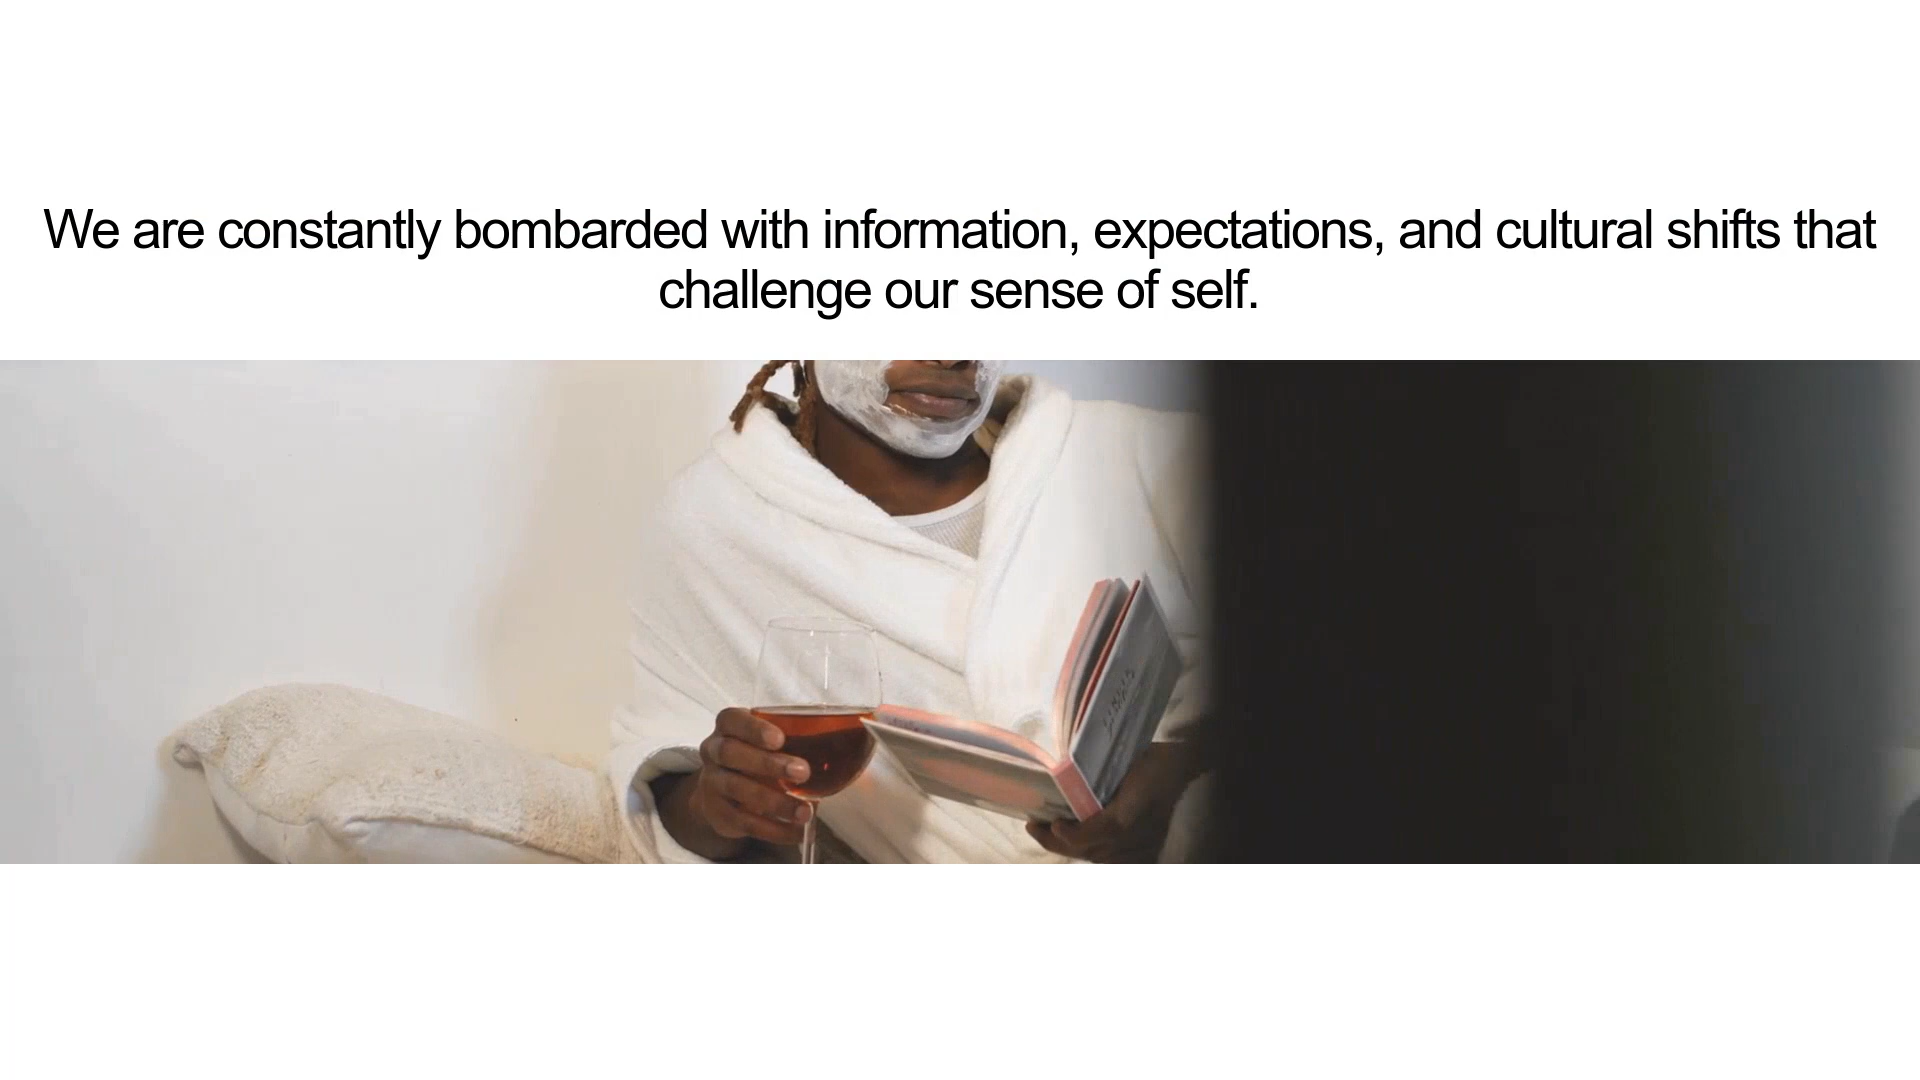 We are constantly bombarded with information, expectations, and cultural shifts that
challenge our sense of self.